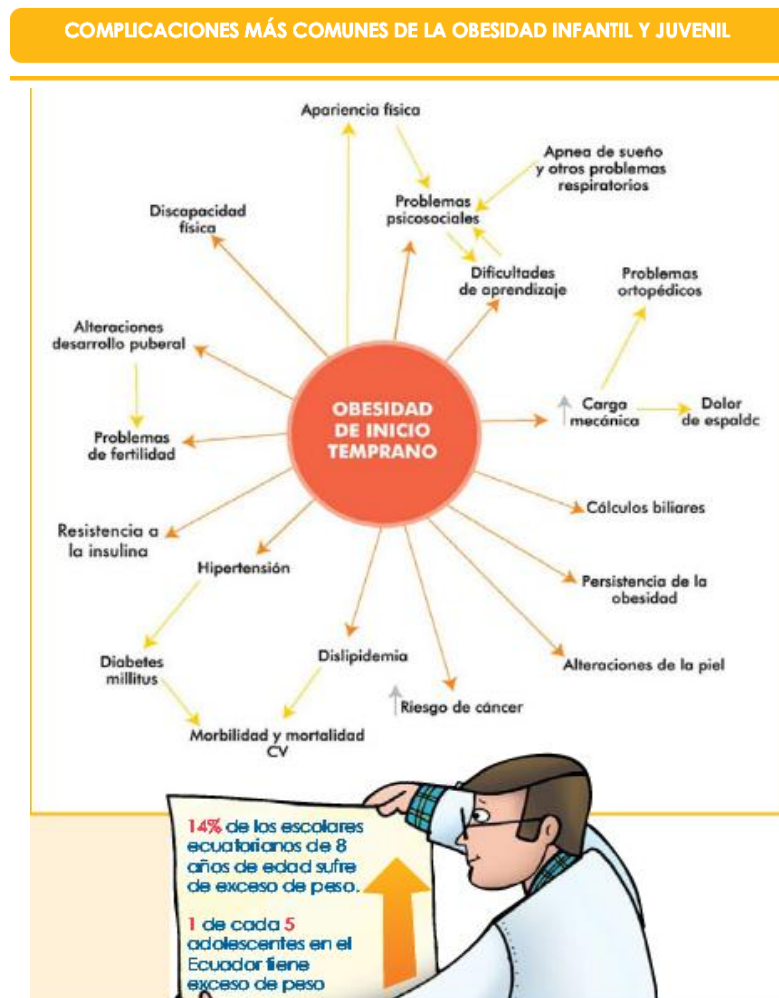 COMPLICACIONES MÁS COMUNES DE LA OBESIDAD INFANTIL Y JUVENIL
Apariencia física
Apnea de sueño
y otros problemas
respiratorios
Problemas
psicosociales
Discapacidad
física
Dificultades
de aprendizaje
Problemas
ortopédicos
Alteraciones
desarrollo puberal
OBESIDAD
DE INICIO
TEMPRANO
Carga
mecánica
Dolor
de espaldc
Problemas
de fertilidad
Cálculos biliares
Resistencia a
la insulina
Hipertensión
Persistencia de la
obesidad
Diabetes
millitus
Dislipidemia
Alteraciones de la piel
Riesgo de cáncer
Morbilidad y mortalidad
CV
14% de los escolares
ecuatorianos de 8
años de edad sufre
de exceso de peso.
1 de cada 5
adolescentes en el
Ecuador tiene
exceso de peso